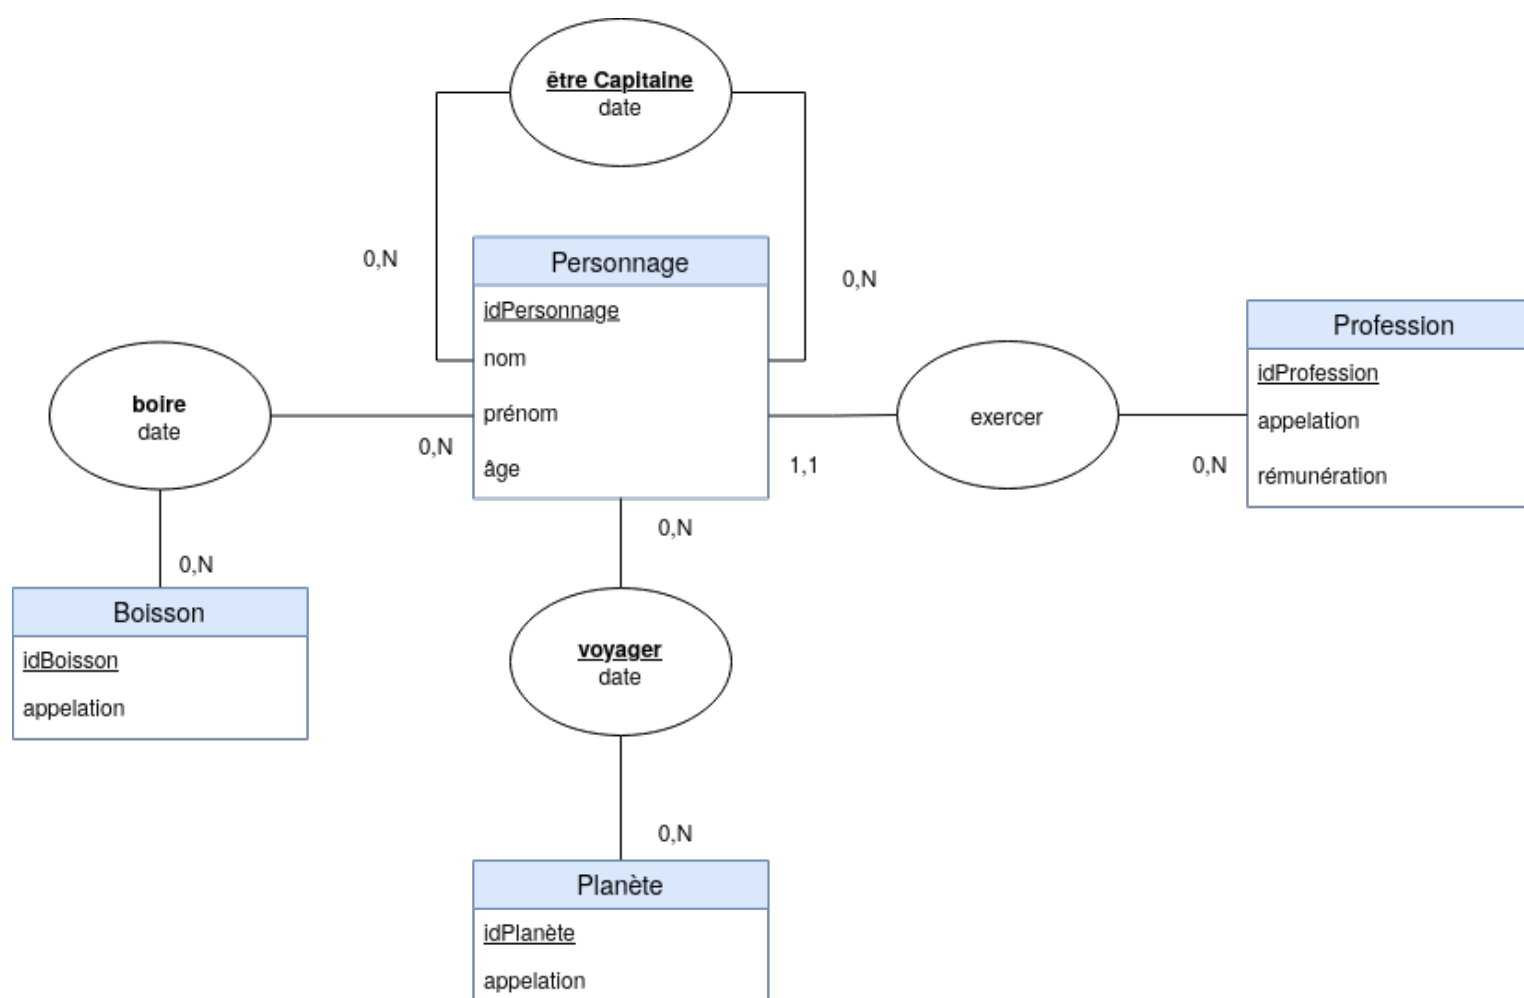 être Capitaine
date
0,N
0,N
Personnage
idPersonnage
nom
prénom
âge
boire
date
0,N
0,N
exercer
1,1
0,N
Profession
idProfession
appelation
rémunération
Boisson
idBoisson
appelation
0,N
voyager
date
0,N
Planète
idPlanète
appelation